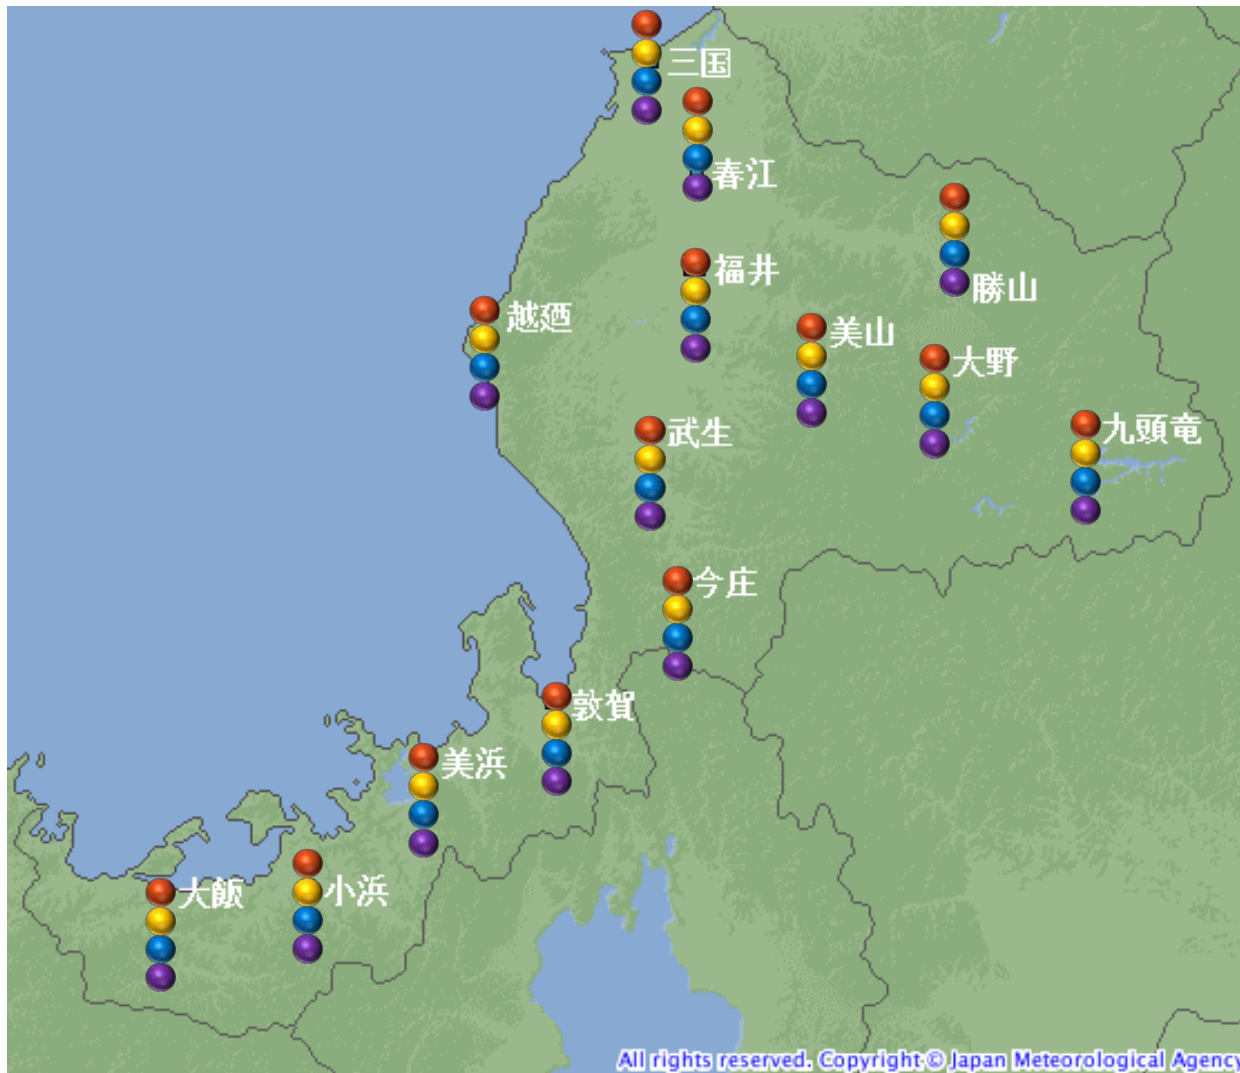 三国
春江
福井
勝山
越廼
美山
大野
武生
九頭竜
今庄
敦賀
美浜
大飯
小浜
All rights reserved. Copyright © Japan Meteorological Agency